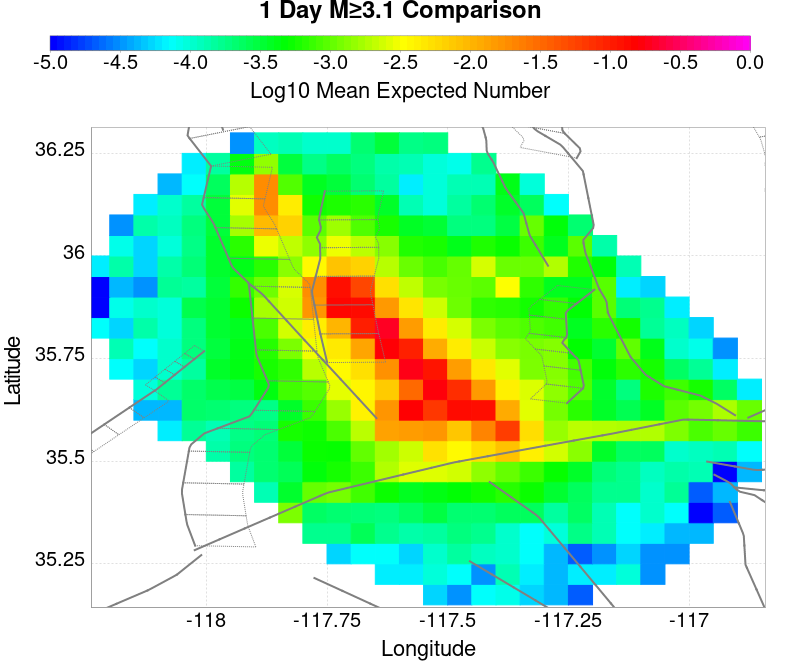 1 Day M≥3.1 Comparison
-5.0 -4.5 -4.0 -3.5 -3.0 -2.5 -2.0 -1.5 -1.0 -0.5 0.0
Log10 Mean Expected Number
36.25
36
35.75
35.5
35.25
Latitude
-118 -117.75 -117.5 -117.25 -117
Longitude